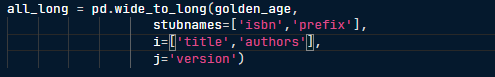 all_long = pd.wide_to_long(golden_age,
                           stubnames=['isbn','prefix'],
                           i=['title','authors'],
                           j='version')